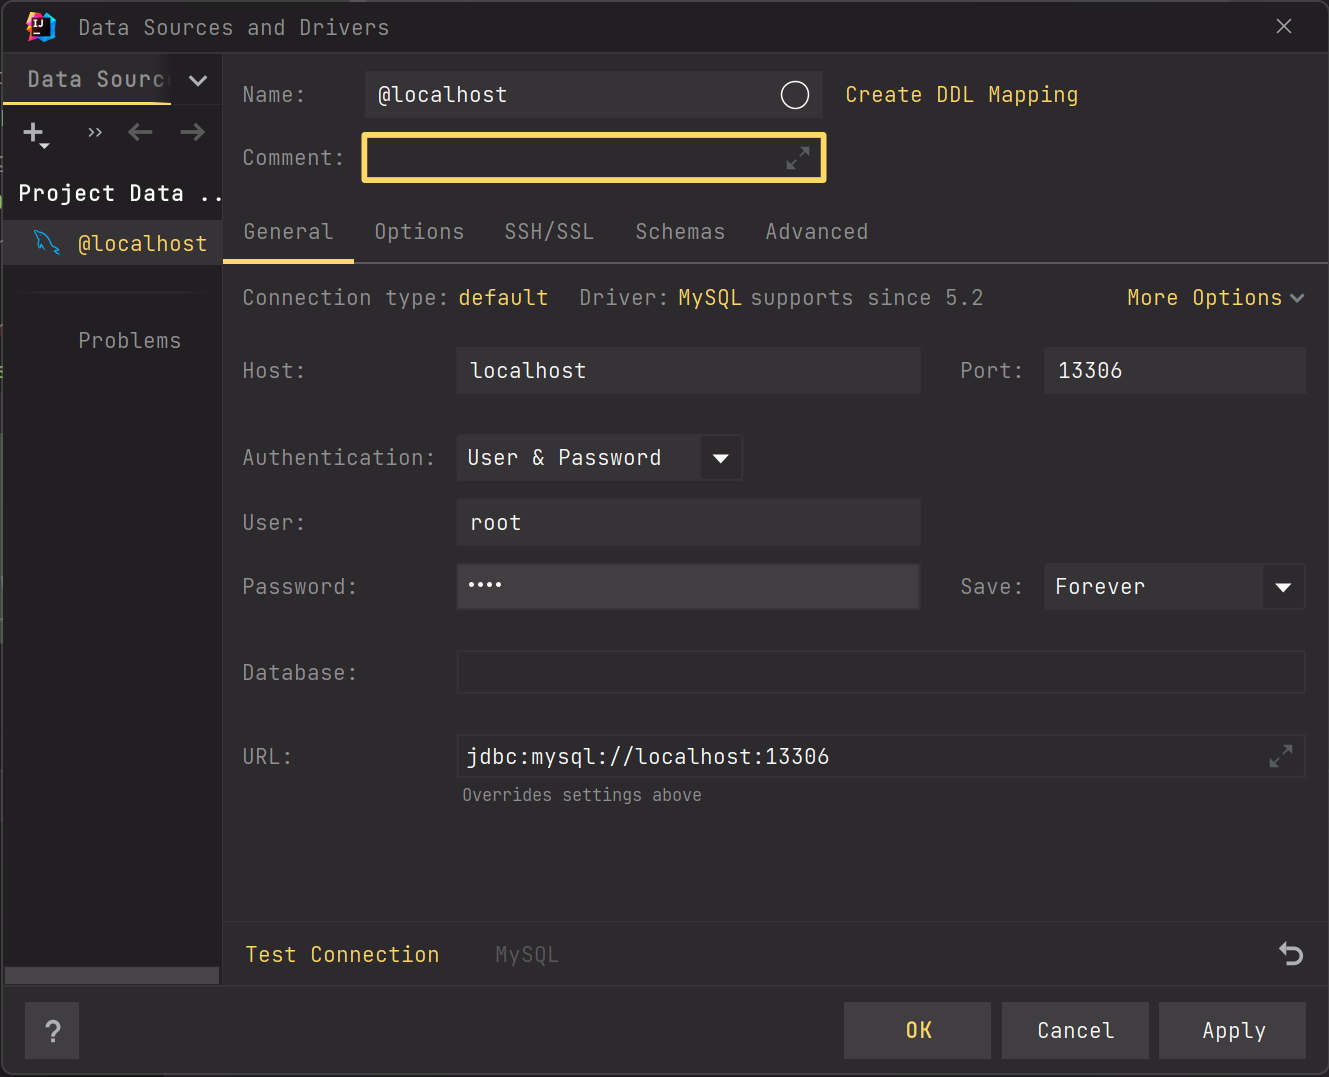 Data Sources and Drivers
Data Sourc
Project Data ..
@localhost
Problems
Name: @localhost Create DDL Mapping
Comment:
General Options SSH/SSL Schemas Advanced
Connection type: default Driver: MySQL supports since 5.2 More Options
Host: localhost Port: 13306
Authentication: User & Password
User: root
Password: •••• Save: Forever
Database:
URL: jdbc:mysql://localhost:13306
Overrides settings above
Test Connection MySQL
? OK Cancel Apply